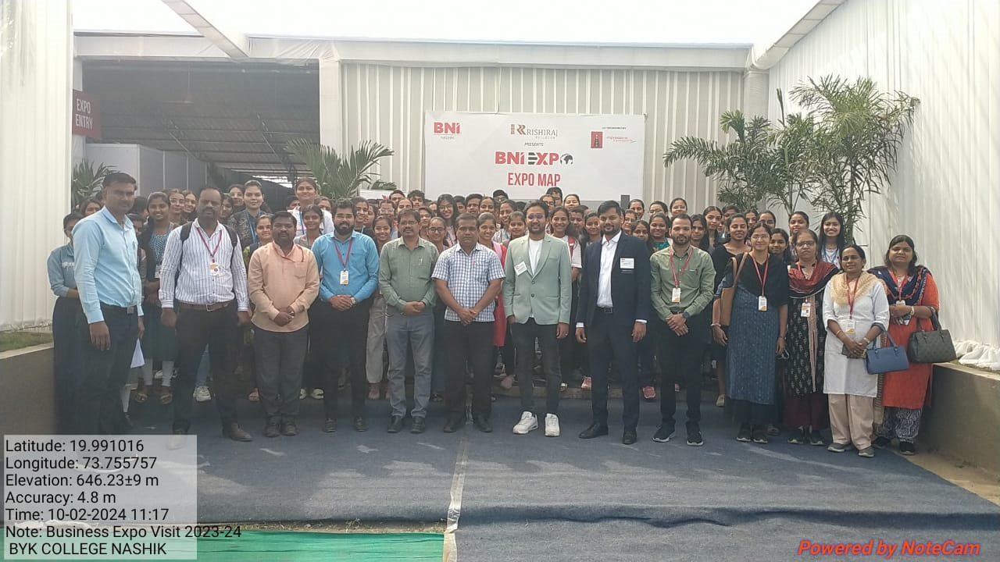 EXPO
ENTRY
BNI
NASHIK
RISHIRAJ
PRESENTS
BNI EXPO
EXPO MAP
Latitude: 19.991016
Longitude: 73.755757
Elevation: 646.23±9 m
Accuracy: 4.8 m
Time: 10-02-2024 11:17
Note: Business Expo Visit 2023-24
BYK COLLEGE NASHIK
Powered by NoteCam